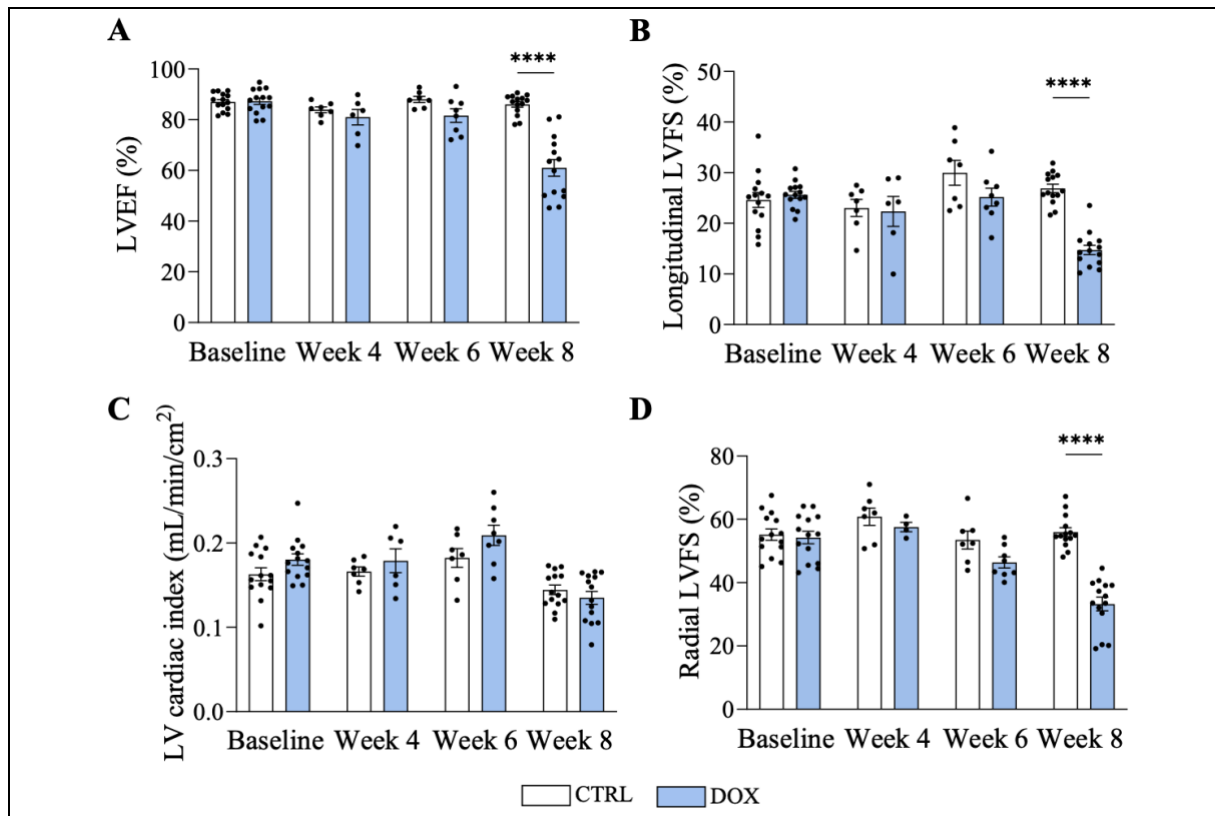 A
LVEF (%)
100
80
60
40
20
0
****
Baseline Week 4 Week 6 Week 8
B
Longitudinal LVFS (%)
50
40
30
20
10
0
****
Baseline Week 4 Week 6 Week 8
C
LV cardiac index (mL/min/cm²)
0.3
0.2
0.1
0.0
Baseline Week 4 Week 6 Week 8
D
Radial LVFS (%)
80
60
40
20
0
****
Baseline Week 4 Week 6 Week 8
CTRL DOX